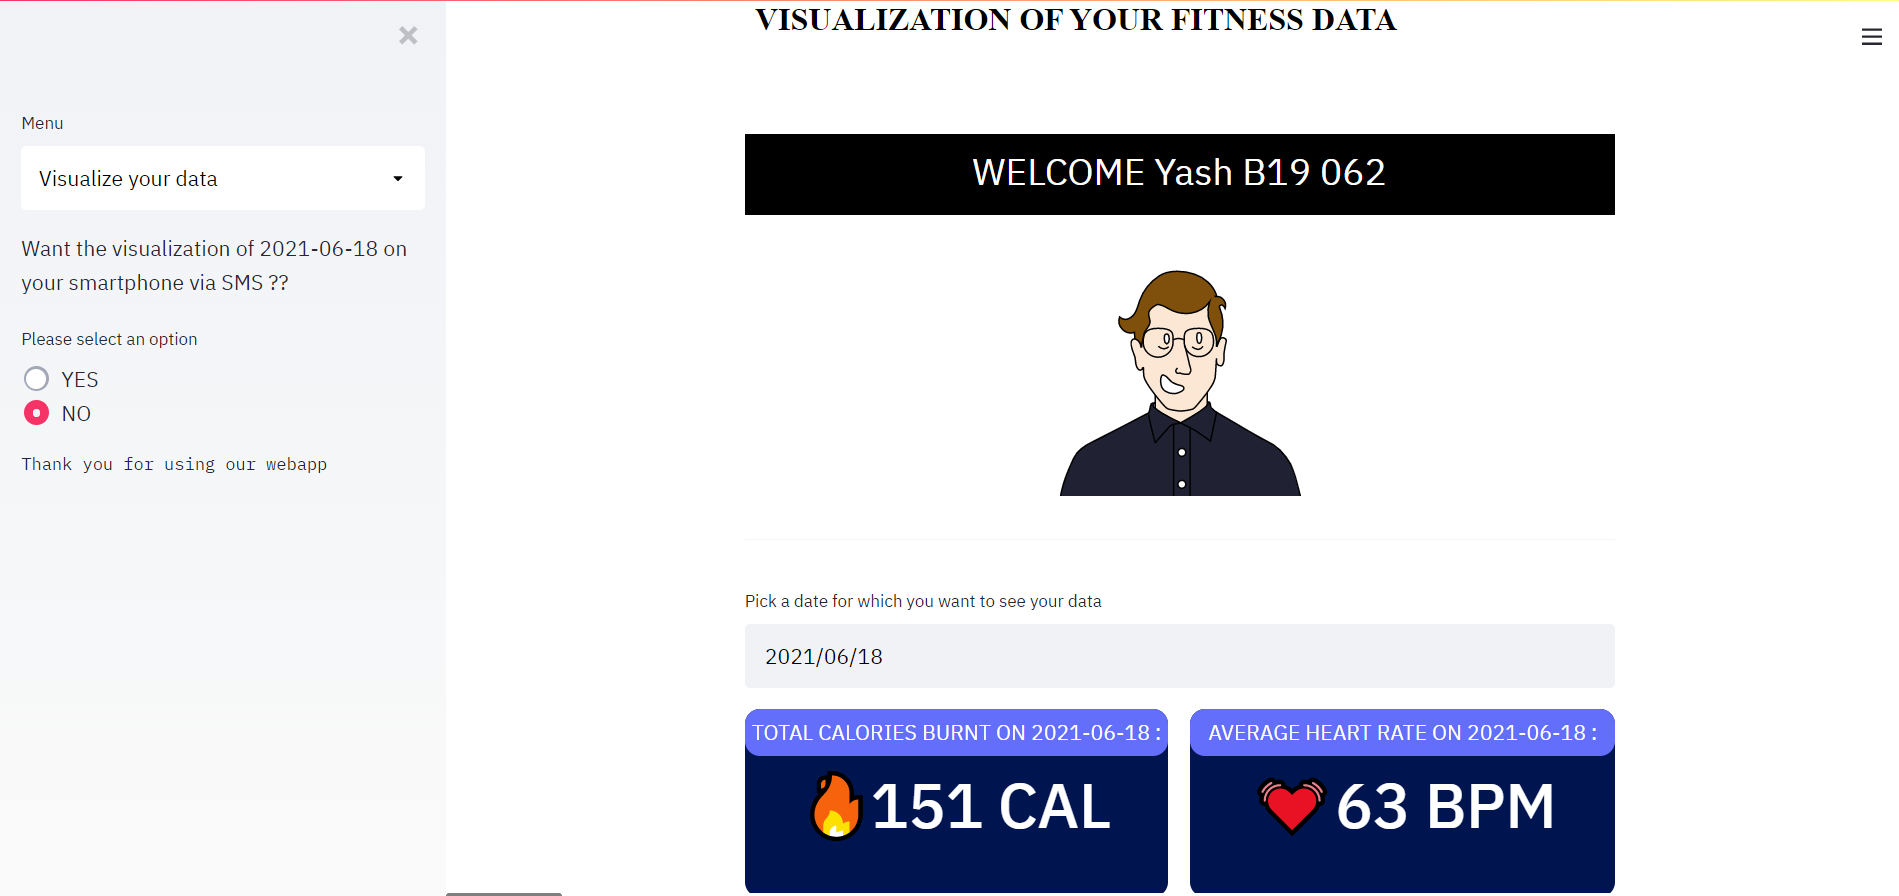 Menu
Visualize your data
Want the visualization of 2021-06-18 on
your smartphone via SMS ??
Please select an option
YES
NO
Thank you for using our webapp
VISUALIZATION OF YOUR FITNESS DATA
WELCOME Yash B19 062
Pick a date for which you want to see your data
2021/06/18
TOTAL CALORIES BURNT ON 2021-06-18 :
151 CAL
AVERAGE HEART RATE ON 2021-06-18 :
63 BPM